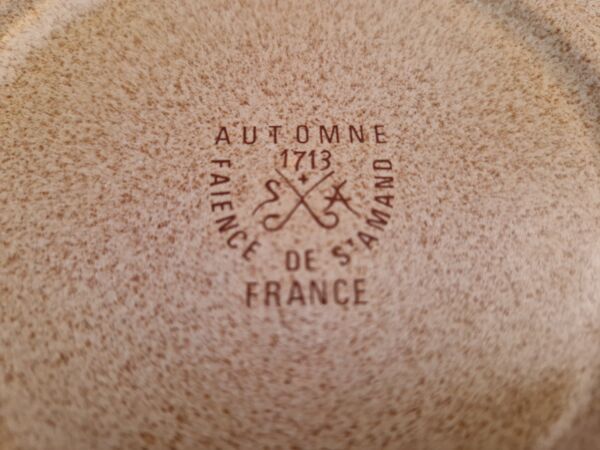 AUTOMNE
1713
S A
FAIENCE DE ST AMAND
FRANCE